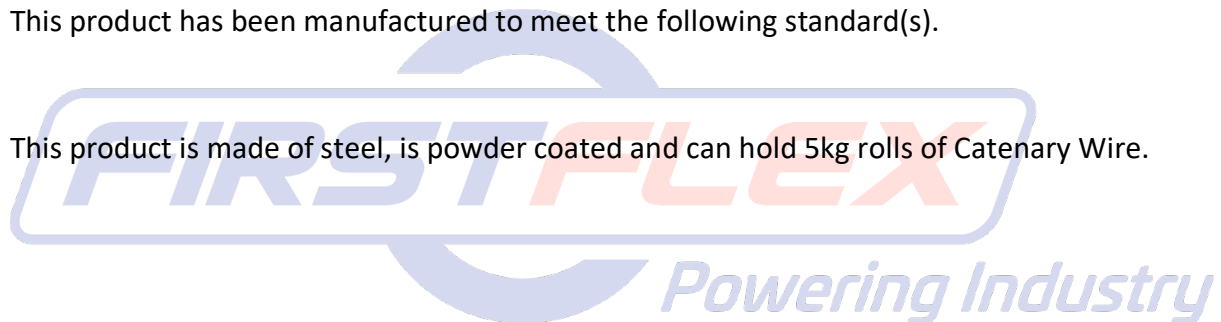 This product has been manufactured to meet the following standard(s).
This product is made of steel, is powder coated and can hold 5kg rolls of Catenary Wire.
FIRSTFLEX
Powering Industry